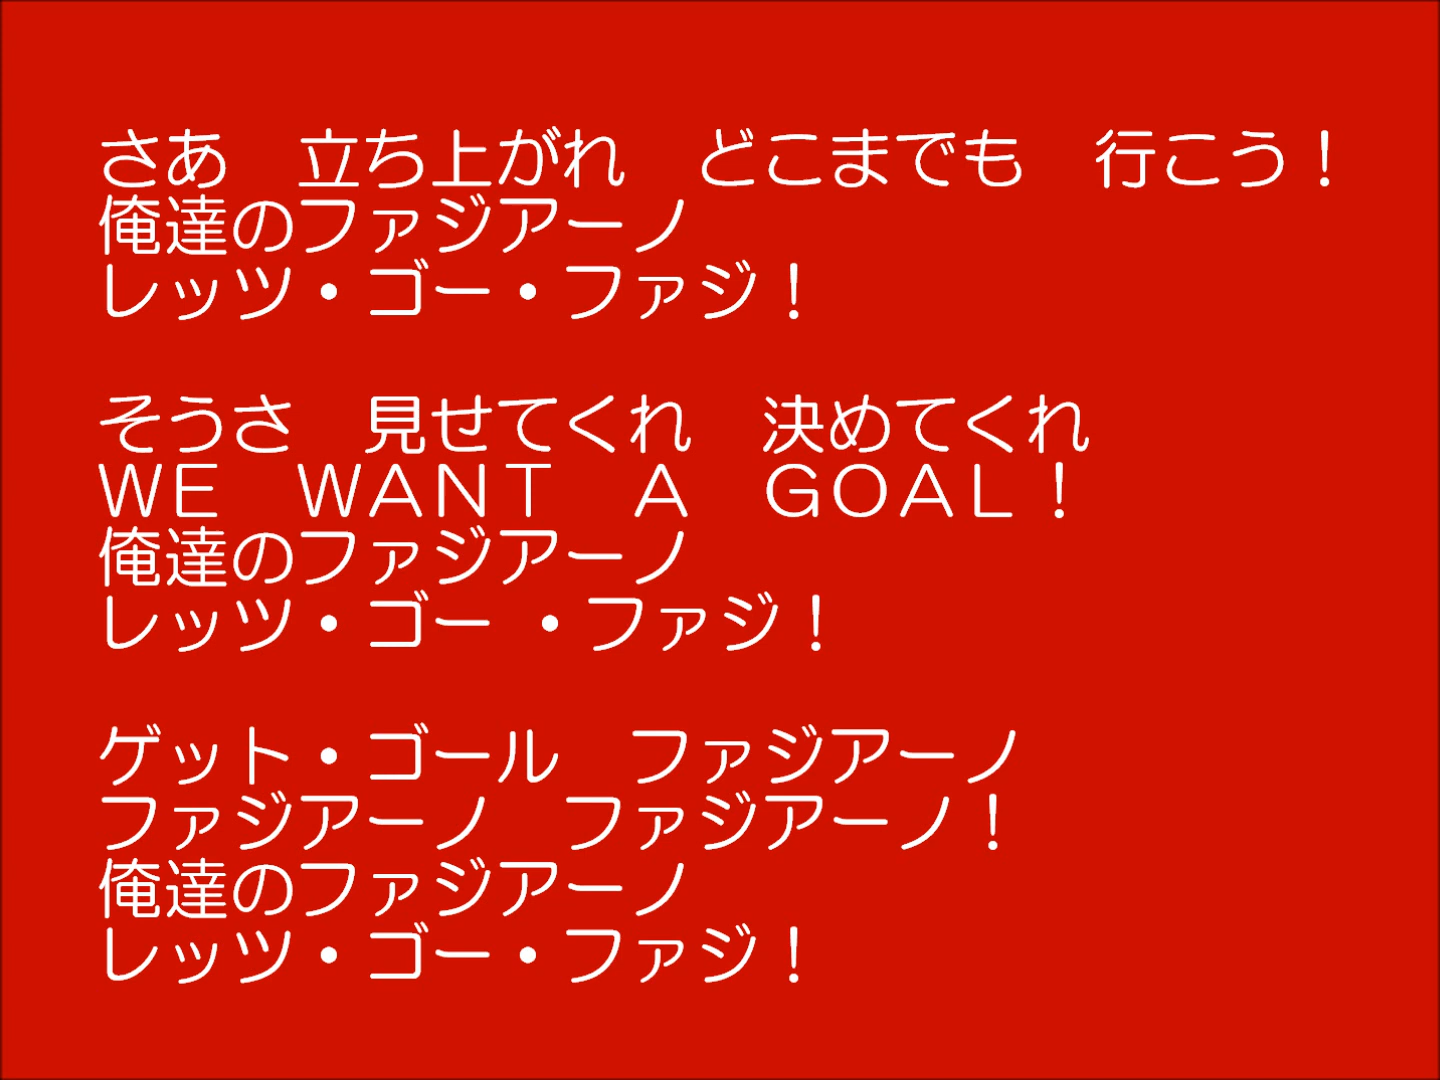 さあ　立ち上がれ　どこまでも　行こう！
俺達のファジアーノ
レッツ・ゴー・ファジ！
そうさ　見せてくれ　決めてくれ
ＷＥ　ＷＡＮＴ　Ａ　ＧＯＡＬ！
俺達のファジアーノ
レッツ・ゴー ・ファジ！
ゲット・ゴール　ファジアーノ
ファジアーノ　ファジアーノ！
俺達のファジアーノ
レッツ・ゴー・ファジ！